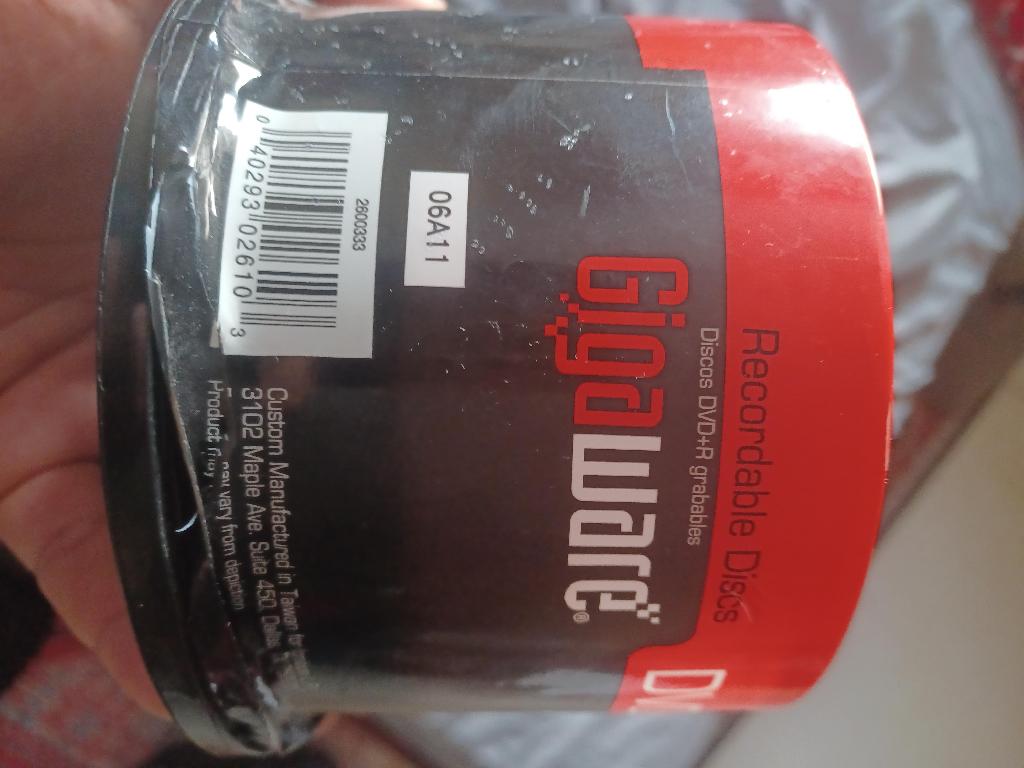 Recordable Discs
Discos DVD+R grabables
GigaWare®
06A11
2600333
0 40293 02610 3
Custom Manufactured in Taiwan
3102 Maple Ave. Suite 450
Product may vary from depiction